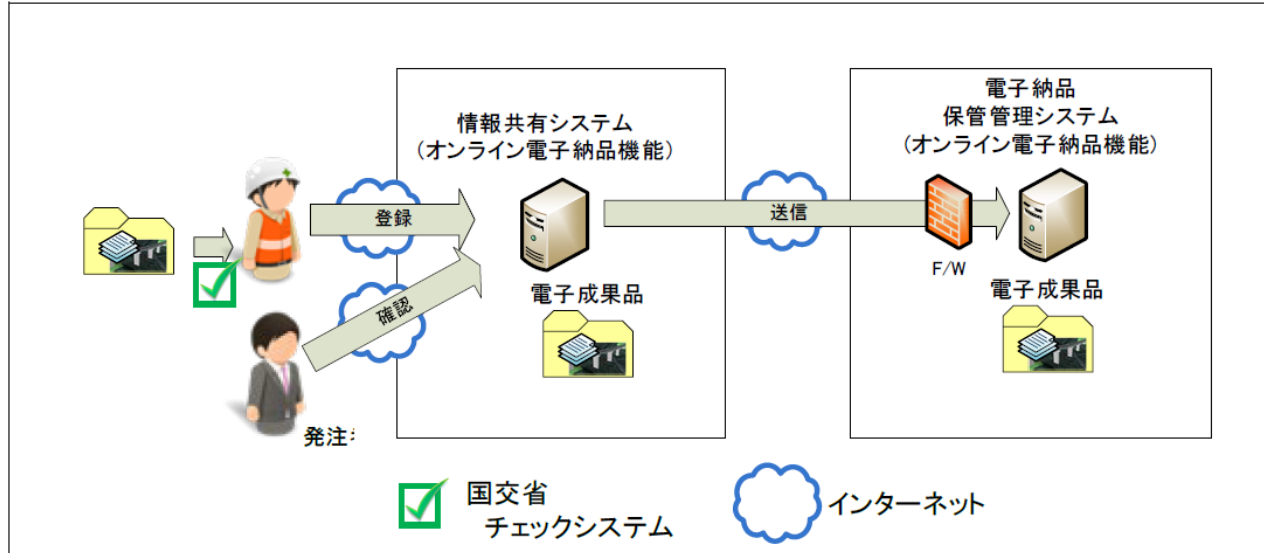 情報共有システム
(オンライン電子納品機能)
電子納品
保管管理システム
(オンライン電子納品機能)
登録
送信
確認
F/W
電子成果品
電子成果品
発注
国交省
チェックシステム
インターネット